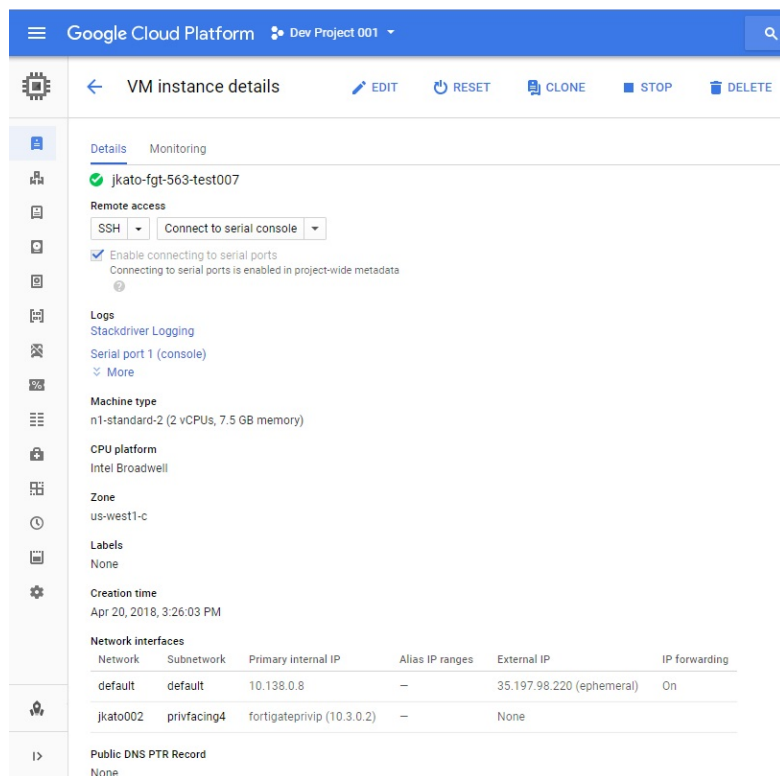 Google Cloud Platform Dev Project 001
VM instance details EDIT RESET CLONE STOP DELETE
Details Monitoring
jkato-fgt-563-test007
Remote access
SSH Connect to serial console
Enable connecting to serial ports
Connecting to serial ports is enabled in project-wide metadata
Logs
Stackdriver Logging
Serial port 1 (console)
More
Machine type
n1-standard-2 (2 vCPUs, 7.5 GB memory)
CPU platform
Intel Broadwell
Zone
us-west1-c
Labels
None
Creation time
Apr 20, 2018, 3:26:03 PM
Network interfaces
Network Subnetwork Primary internal IP Alias IP ranges External IP IP forwarding
default default 10.138.0.8 — 35.197.98.220 (ephemeral) On
jkato002 privfacing4 fortigateprivip (10.3.0.2) — None
Public DNS PTR Record
None